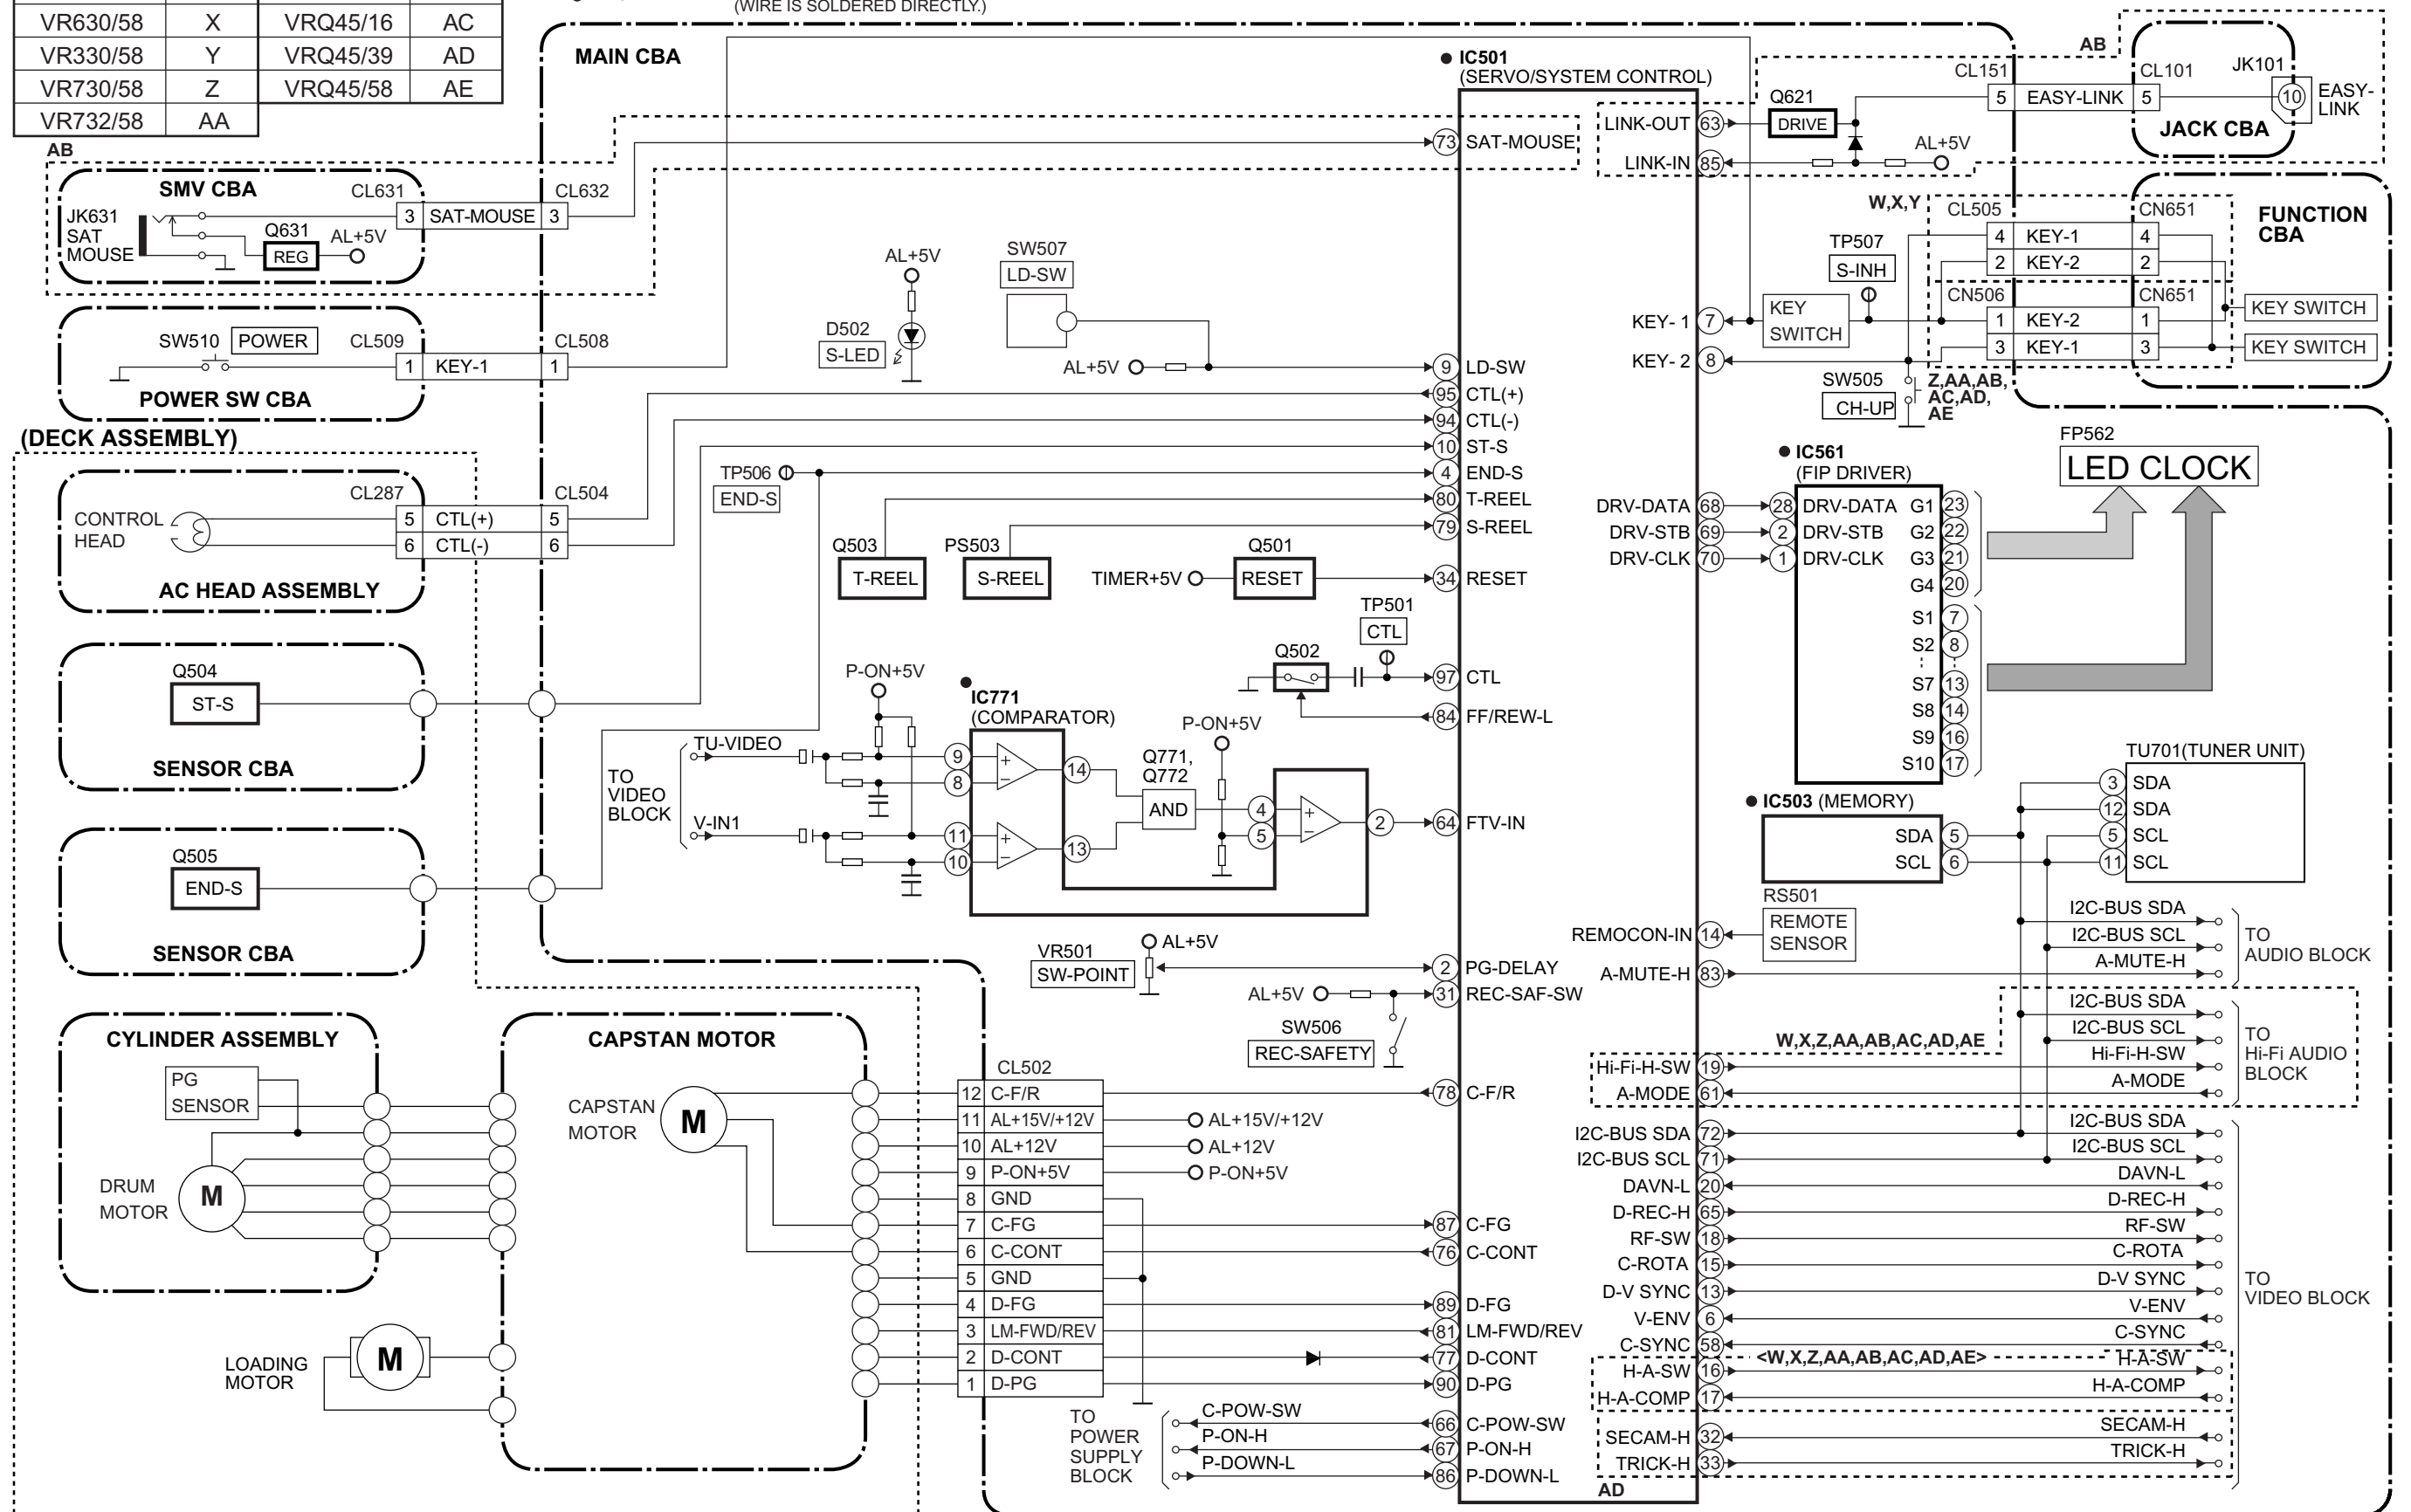 (WIRE IS SOLDERED DIRECTLY.)
VR630/58 X VRQ45/16 AC
VR330/58 Y VRQ45/39 AD
VR730/58 Z VRQ45/58 AE
VR732/58 AA
AB
MAIN CBA
SMV CBA
JK631
SAT
MOUSE
Q631
REG
AL+5V
CL631
3 SAT-MOUSE 3
CL632
SW510 POWER
CL509
1 KEY-1 1
CL508
POWER SW CBA
(DECK ASSEMBLY)
CONTROL
HEAD
CL287
CL504
5 CTL(+) 5
6 CTL(-) 6
AC HEAD ASSEMBLY
Q504
ST-S
SENSOR CBA
Q505
END-S
SENSOR CBA
CYLINDER ASSEMBLY
PG
SENSOR
DRUM
MOTOR
M
LOADING
MOTOR
M
CAPSTAN MOTOR
CAPSTAN
MOTOR
M
CL502
12 C-F/R
11 AL+15V/+12V
10 AL+12V
9 P-ON+5V
8 GND
7 C-FG
6 C-CONT
5 GND
4 D-FG
3 LM-FWD/REV
2 D-CONT
1 D-PG
AL+15V/+12V
AL+12V
P-ON+5V
TO
POWER
SUPPLY
BLOCK
C-POW-SW
P-ON-H
P-DOWN-L
AL+5V
D502
S-LED
SW507
LD-SW
AL+5V
TP506
END-S
Q503
T-REEL
PS503
S-REEL
Q501
TIMER+5V
RESET
TP501
CTL
Q502
P-ON+5V
IC771
(COMPARATOR)
TO
VIDEO
BLOCK
TU-VIDEO
V-IN1
9
8
11
10
+
−
+
−
14
13
Q771,
Q772
AND
P-ON+5V
4
5
+
−
2
VR501
SW-POINT
AL+5V
AL+5V
SW506
REC-SAFETY
IC501
(SERVO/SYSTEM CONTROL)
73 SAT-MOUSE
9 LD-SW
95 CTL(+)
94 CTL(-)
10 ST-S
4 END-S
80 T-REEL
79 S-REEL
34 RESET
97 CTL
84 FF/REW-L
64 FTV-IN
2 PG-DELAY
31 REC-SAF-SW
78 C-F/R
87 C-FG
76 C-CONT
89 D-FG
81 LM-FWD/REV
77 D-CONT
90 D-PG
66 C-POW-SW
67 P-ON-H
86 P-DOWN-L
LINK-OUT 63
LINK-IN 85
KEY- 1 7
KEY- 2 8
DRV-DATA 68
DRV-STB 69
DRV-CLK 70
REMOCON-IN 14
A-MUTE-H 83
Hi-Fi-H-SW 19
A-MODE 61
I2C-BUS SDA 72
I2C-BUS SCL 71
DAVN-L 20
D-REC-H 65
RF-SW 18
C-ROTA 15
D-V SYNC 13
V-ENV 6
C-SYNC 58
H-A-SW 16
H-A-COMP 17
SECAM-H 32
TRICK-H 33
AD
Q621
DRIVE
AL+5V
AB
CL151
5 EASY-LINK 5
CL101
JK101
10
EASY-
LINK
JACK CBA
W,X,Y
CL505
CN651
4 KEY-1 4
2 KEY-2 2
CN506
CN651
1 KEY-2 1
3 KEY-1 3
FUNCTION
CBA
KEY SWITCH
KEY SWITCH
TP507
S-INH
KEY
SWITCH
SW505
CH-UP
Z,AA,AB,
AC,AD,
AE
IC561
(FIP DRIVER)
28 DRV-DATA
2 DRV-STB
1 DRV-CLK
G1 23
G2 22
G3 21
G4 20
S1 7
S2 8
S7 13
S8 14
S9 16
S10 17
FP562
LED CLOCK
IC503 (MEMORY)
SDA 5
SCL 6
TU701(TUNER UNIT)
3 SDA
12 SDA
5 SCL
11 SCL
RS501
REMOTE
SENSOR
I2C-BUS SDA
I2C-BUS SCL
A-MUTE-H
TO
AUDIO BLOCK
W,X,Z,AA,AB,AC,AD,AE
I2C-BUS SDA
I2C-BUS SCL
Hi-Fi-H-SW
A-MODE
TO
Hi-Fi AUDIO
BLOCK
I2C-BUS SDA
I2C-BUS SCL
DAVN-L
D-REC-H
RF-SW
C-ROTA
D-V SYNC
V-ENV
C-SYNC
<W,X,Z,AA,AB,AC,AD,AE>
H-A-SW
H-A-COMP
SECAM-H
TRICK-H
TO
VIDEO BLOCK